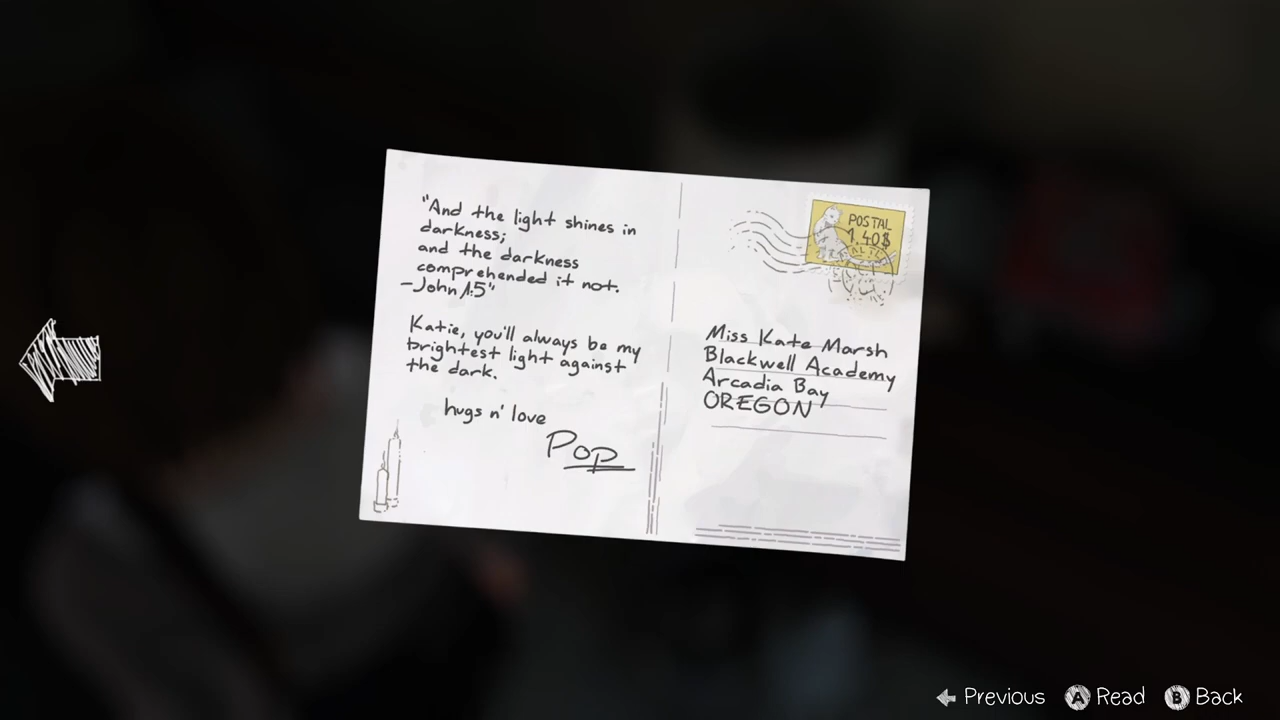 "And the light shines in
darkness;
and the darkness
comprehended it not.
-John 1:5"
Katie, you'll always be my
brightest light against
the dark.
hugs n' love
Pop
POSTAL
1.40$
Miss Kate Marsh
Blackwell Academy
Arcadia Bay
OREGON
Previous
A Read
B Back